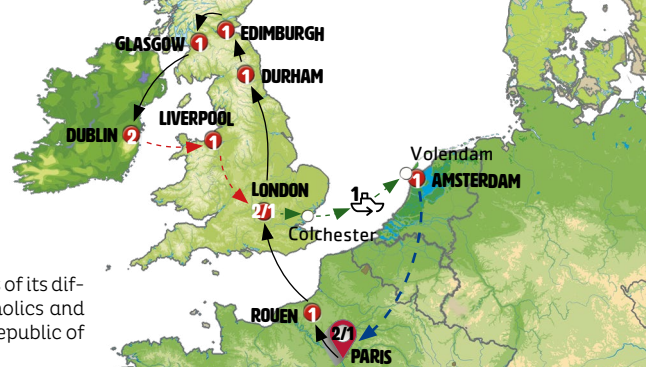 1 EDIMBURGH
GLASGOW 1
1 DURHAM
LIVERPOOL
DUBLIN 2
1
Volendam
1 AMSTERDAM
LONDON
2/1
1
Colchester
of its dif-
holics and
epublic of
ROUEN 1
2/1
PARIS